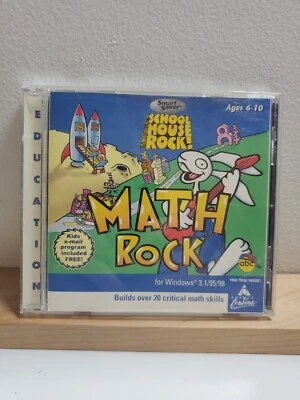 EDUCATION
Smart Saver
Ages 6-10
SCHOOL
HOUSE
ROCK!
MATH
ROCK
Kids
e-mail
program
included
FREE!
for Windows® 3.1/95/98
abc
Builds over 20 critical math skills